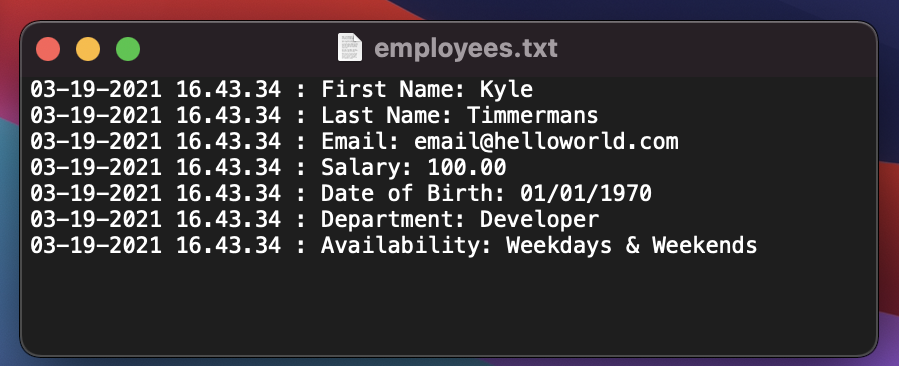 employees.txt
03-19-2021 16.43.34 : First Name: Kyle
03-19-2021 16.43.34 : Last Name: Timmermans
03-19-2021 16.43.34 : Email: email@helloworld.com
03-19-2021 16.43.34 : Salary: 100.00
03-19-2021 16.43.34 : Date of Birth: 01/01/1970
03-19-2021 16.43.34 : Department: Developer
03-19-2021 16.43.34 : Availability: Weekdays & Weekends